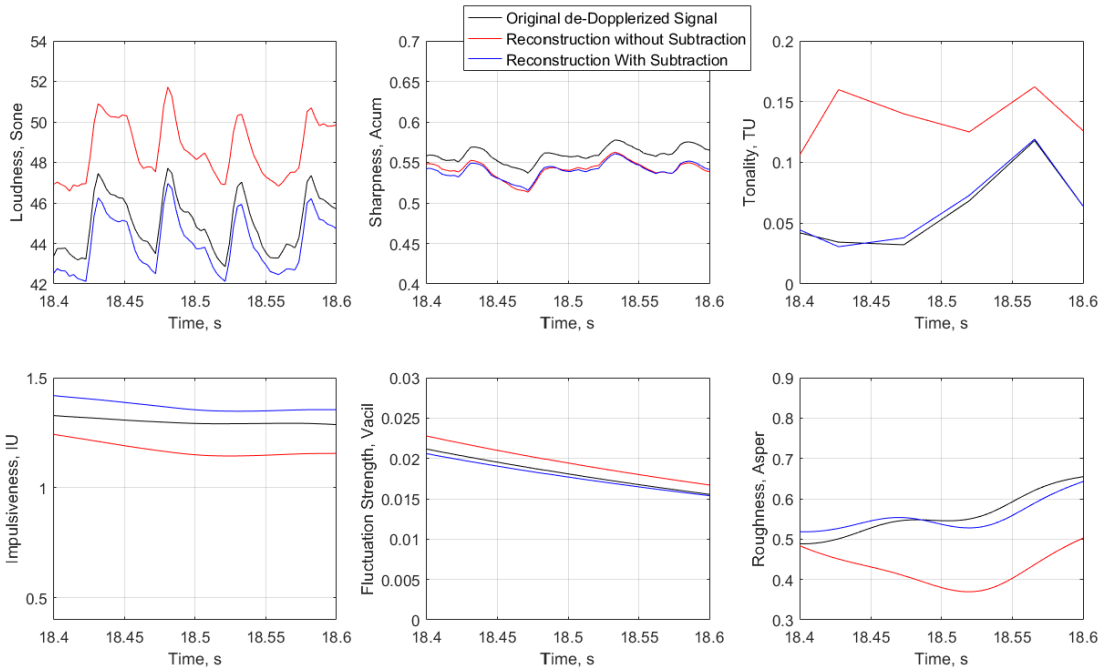 Original de-Dopplerized Signal
Reconstruction without Subtraction
Reconstruction With Subtraction
Loudness, Sone
54
52
50
48
46
44
42
18.4 18.45 18.5 18.55 18.6
Time, s
Sharpness, Acum
0.7
0.65
0.6
0.55
0.5
0.45
0.4
18.4 18.45 18.5 18.55 18.6
Time, s
Tonality, TU
0.2
0.15
0.1
0.05
0
18.4 18.45 18.5 18.55 18.6
Time, s
Impulsiveness, IU
1.5
1
0.5
18.4 18.45 18.5 18.55 18.6
Time, s
Fluctuation Strength, Vacil
0.03
0.025
0.02
0.015
0.01
0.005
0
18.4 18.45 18.5 18.55 18.6
Time, s
Roughness, Asper
0.9
0.8
0.7
0.6
0.5
0.4
0.3
18.4 18.45 18.5 18.55 18.6
Time, s